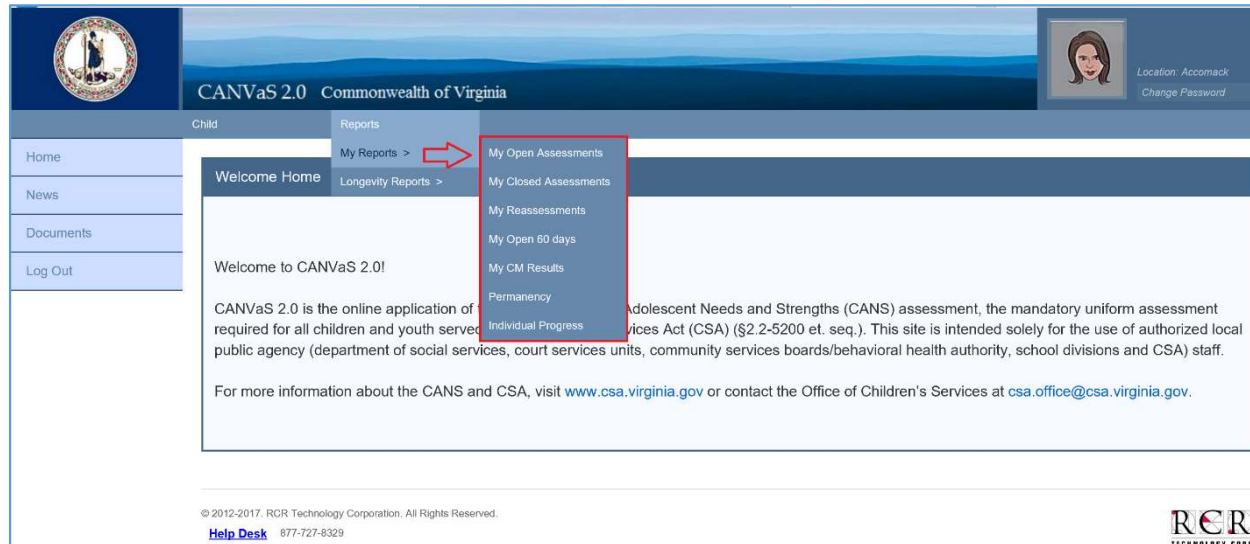 CANVaS 2.0 Commonwealth of Virginia
Location: Accomack
Change Password
Child
Reports
Home
News
Documents
Log Out
My Reports >
Longevity Reports >
My Open Assessments
My Closed Assessments
My Reassessments
My Open 60 days
My CM Results
Permanency
Individual Progress
Welcome Home
Welcome to CANVaS 2.0!
CANVaS 2.0 is the online application of Adolescent Needs and Strengths (CANS) assessment, the mandatory uniform assessment
required for all children and youth served Act (CSA) (§2.2-5200 et. seq.). This site is intended solely for the use of authorized local
public agency (department of social services, court services units, community services boards/behavioral health authority, school divisions and CSA) staff.
For more information about the CANS and CSA, visit www.csa.virginia.gov or contact the Office of Children's Services at csa.office@csa.virginia.gov.
© 2012-2017. RCR Technology Corporation. All Rights Reserved.
Help Desk 877-727-8329
RCR